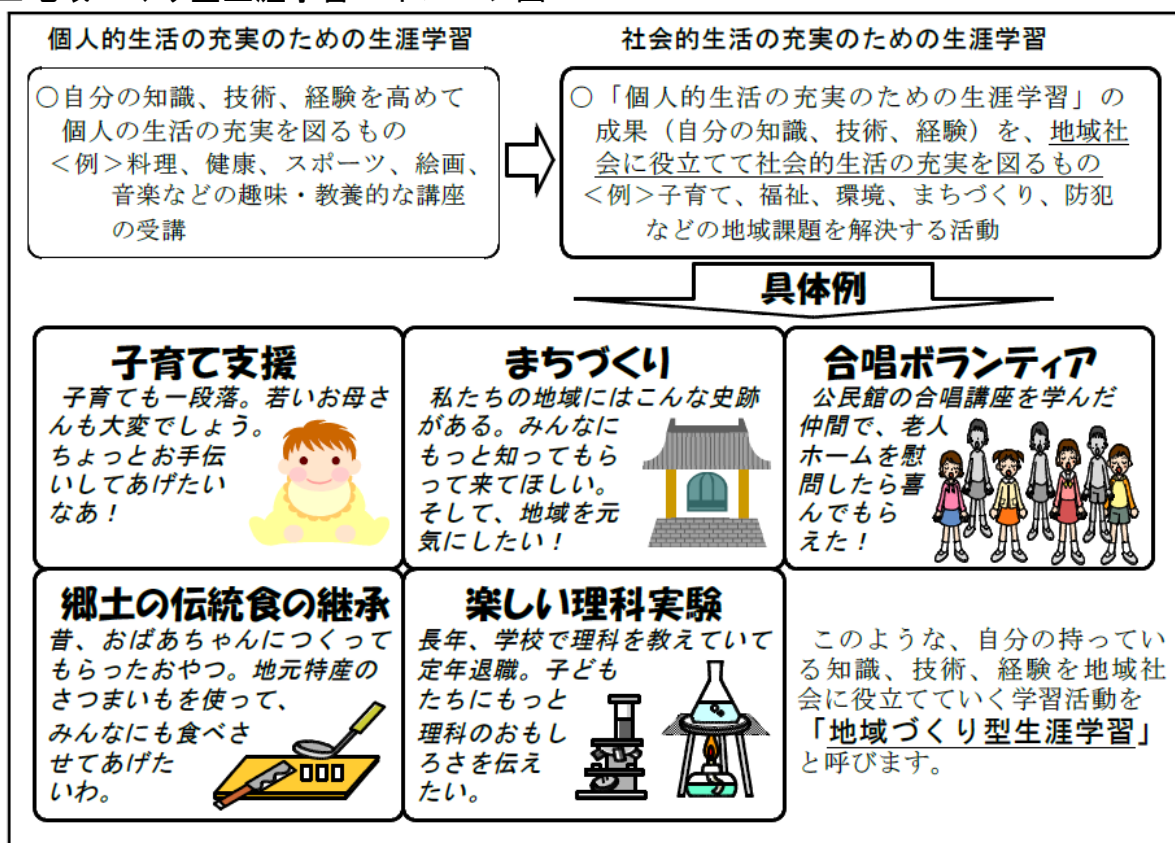 個人的生活の充実のための生涯学習
〇自分の知識、技術、経験を高めて
個人の生活の充実を図るもの
＜例＞料理、健康、スポーツ、絵画、
音楽などの趣味・教養的な講座
の受講
社会的生活の充実のための生涯学習
〇「個人的生活の充実のための生涯学習」の
成果（自分の知識、技術、経験）を、地域社
会に役立てて社会的生活の充実を図るもの
＜例＞子育て、福祉、環境、まちづくり、防犯
などの地域課題を解決する活動
具体例
子育て支援
子育ても一段落。若いお母さ
んも大変でしょう。
ちょっとお手伝
いしてあげたい
なあ！
まちづくり
私たちの地域にはこんな史跡
がある。みんなに
もっと知ってもら
って来てほしい。
そして、地域を元
気にしたい！
合唱ボランティア
公民館の合唱講座を学んだ
仲間で、老人
ホームを慰
問したら喜
んでもら
えた！
郷土の伝統食の継承
昔、おばあちゃんにつくって
もらったおやつ。地元特産の
さつまいもを使って、
みんなにも食べさ
せてあげた
いわ。
楽しい理科実験
長年、学校で理科を教えていて
定年退職。子ども
たちにもっと
理科のおもし
ろさを伝え
たい。
このような、自分の持ってい
る知識、技術、経験を地域社
会に役立てていく学習活動を
「地域づくり型生涯学習」
と呼びます。